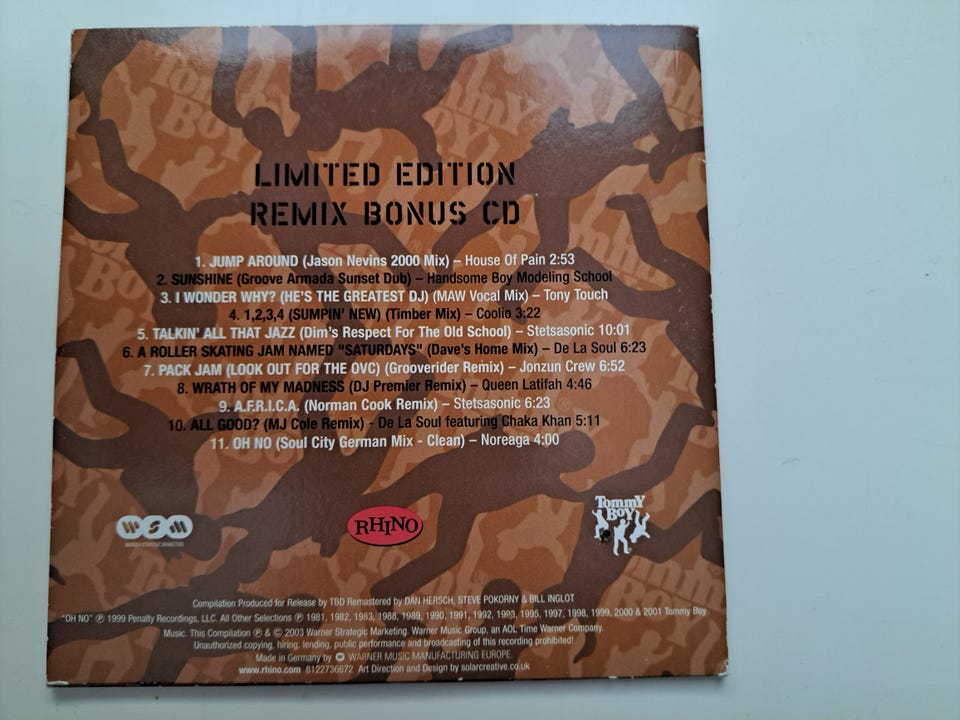 LIMITED EDITION
REMIX BONUS CD
1. JUMP AROUND (Jason Nevins 2000 Mix) – House Of Pain 2:53
2. SUNSHINE (Groove Armada Sunset Dub) – Handsome Boy Modeling School
3. I WONDER WHY? (HE'S THE GREATEST DJ) (MAW Vocal Mix) – Tony Touch
4. 1,2,3,4 (SUMPIN' NEW) (Timber Mix) – Coolio 3:22
5. TALKIN' ALL THAT JAZZ (Dim's Respect For The Old School) – Stetsasonic 10:01
6. A ROLLER SKATING JAM NAMED "SATURDAYS" (Dave's Home Mix) – De La Soul 6:23
7. PACK JAM (LOOK OUT FOR THE OVC) (Grooverider Remix) – Jonzun Crew 6:52
8. WRATH OF MY MADNESS (DJ Premier Remix) – Queen Latifah 4:46
9. A.F.R.I.C.A. (Norman Cook Remix) – Stetsasonic 6:23
10. ALL GOOD? (MJ Cole Remix) - De La Soul featuring Chaka Khan 5:11
11. OH NO (Soul City German Mix - Clean) – Noreaga 4:00
WSM
WARNER STRATEGIC MARKETING
RHINO
Tommy
Boy
Compilation Produced for Release by TBD Remastered by DAN HERSCH, STEVE POKORNY & BILL INGLOT
"OH NO" ℗ 1999 Penalty Recordings, LLC. All Other Selections ℗ 1981, 1982, 1983, 1988, 1989, 1990, 1991, 1992, 1993, 1995, 1997, 1998, 1999, 2000 & 2001 Tommy Boy
Music. This Compilation ℗ & © 2003 Warner Strategic Marketing. Warner Music Group, an AOL Time Warner Company.
Unauthorized copying, hiring, lending, public performance and broadcasting of this recording prohibited!
Made in Germany by WARNER MUSIC MANUFACTURING EUROPE.
www.rhino.com 8122736672 Art Direction and Design by solarcreative.co.uk